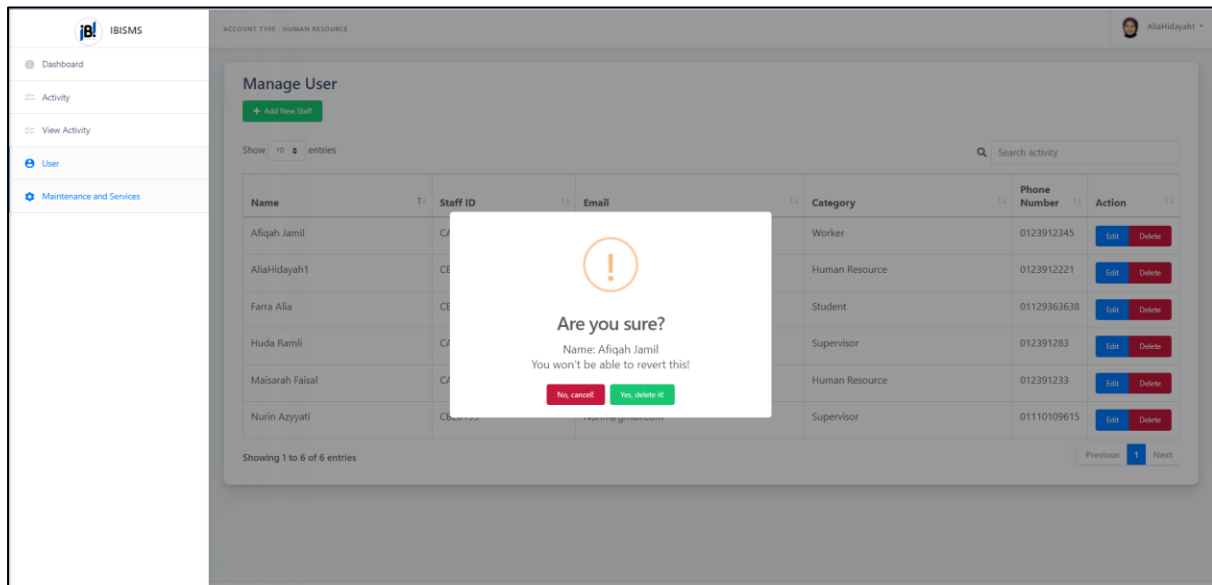 iB! IBISMS
ACCOUNT TYPE : HUMAN RESOURCE
AliaHidayah1
Dashboard
Activity
View Activity
User
Maintenance and Services
Manage User
+ Add New Staff
Show 10 entries
Search activity
Name Staff ID Email Category Phone Number Action
Afiqah Jamil Worker 0123912345 Edit Delete
AliaHidayah1 Human Resource 0123912221 Edit Delete
Farra Alia Student 01129363638 Edit Delete
Huda Ramli Supervisor 012391283 Edit Delete
Maisarah Faisal Human Resource 012391233 Edit Delete
Nurin Azyyati Supervisor 01110109615 Edit Delete
!
Are you sure?
Name: Afiqah Jamil
You won't be able to revert this!
No, cancel! Yes, delete it!
Showing 1 to 6 of 6 entries
Previous 1 Next